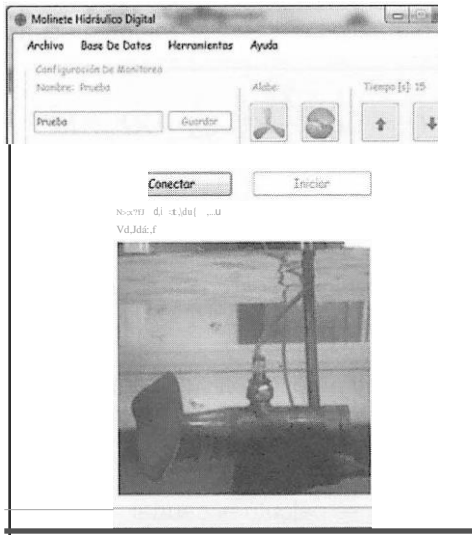 Molinete Hidráulico Digital
Archivo Base De Datos Herramientas Ayuda
Configuración De Monitoreo
Nombre: Prueba Alabe: Tiempo [s]: 15
Prueba Guardar
Conectar Iniciar